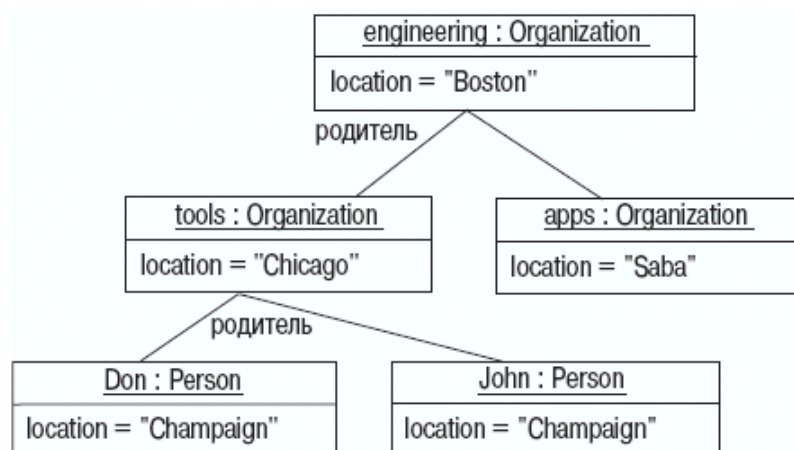 engineering : Organization
location = "Boston"
родитель
tools : Organization
apps : Organization
location = "Chicago"
location = "Saba"
родитель
Don : Person
John : Person
location = "Champaign"
location = "Champaign"